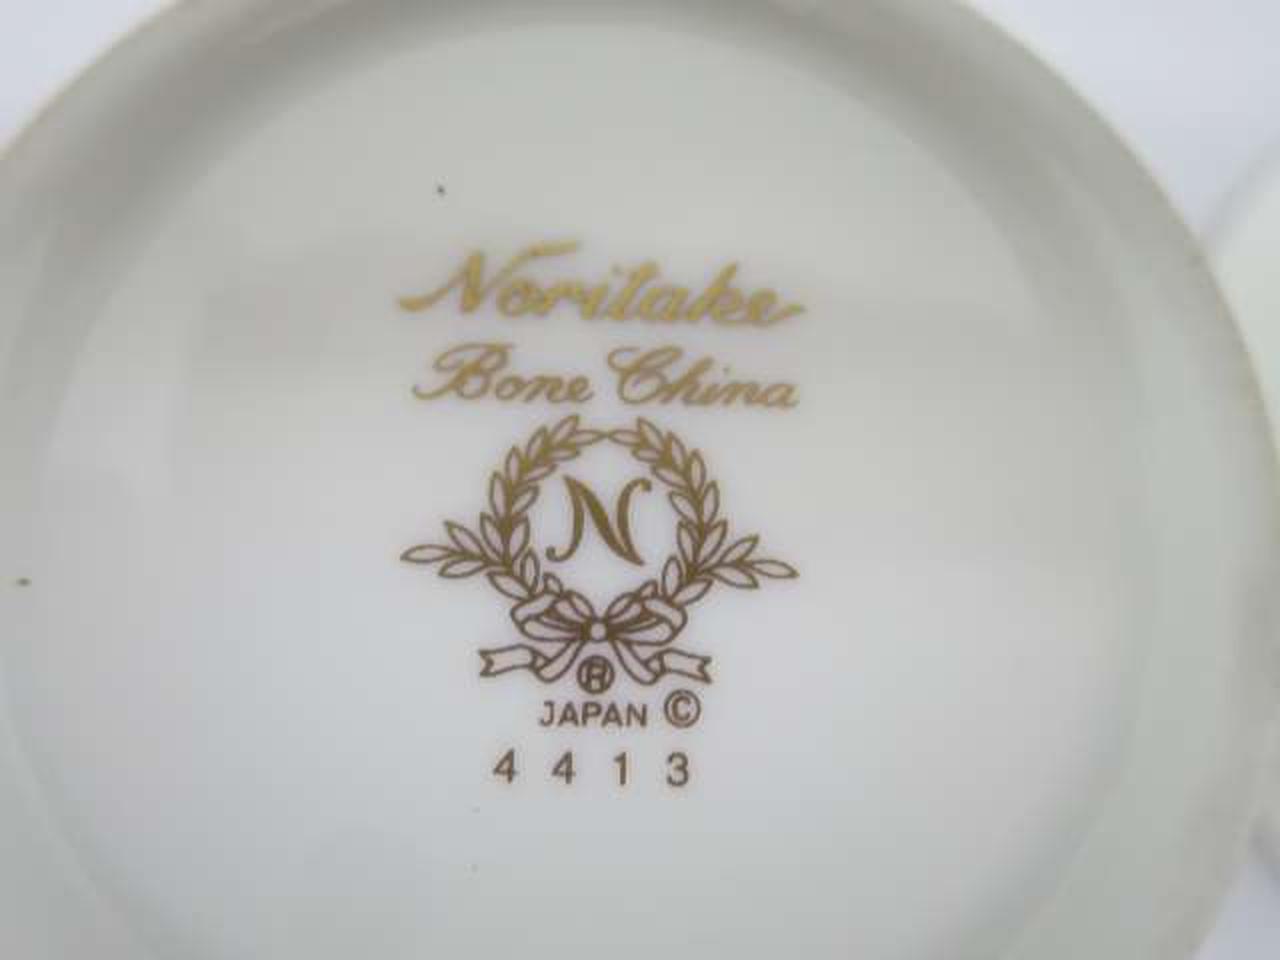 Noritake
Bone China
N
®
JAPAN ©
4413